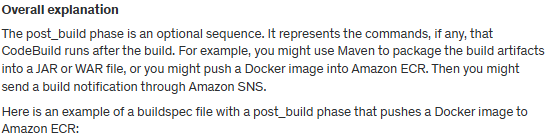 Overall explanation
The post_build phase is an optional sequence. It represents the commands, if any, that
CodeBuild runs after the build. For example, you might use Maven to package the build artifacts
into a JAR or WAR file, or you might push a Docker image into Amazon ECR. Then you might
send a build notification through Amazon SNS.
Here is an example of a buildspec file with a post_build phase that pushes a Docker image to
Amazon ECR: